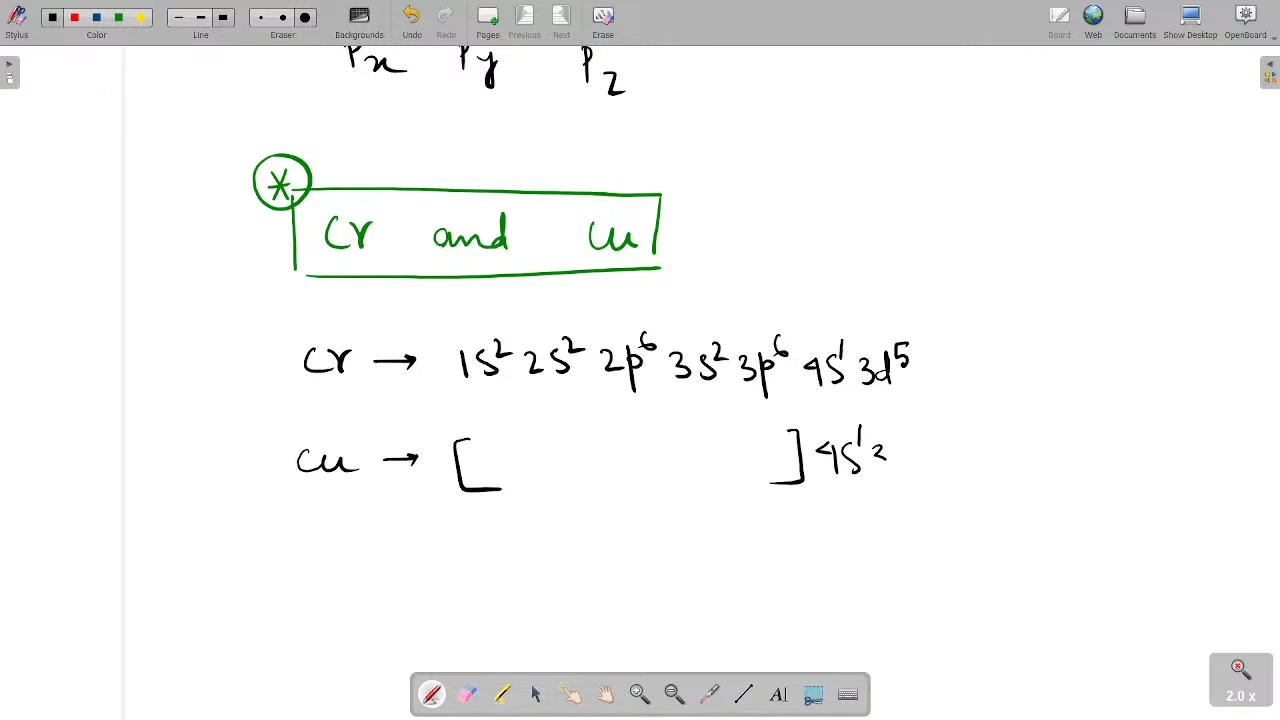 Stylus Color Line Eraser Backgrounds Undo Redo Pages Previous Next Erase Board Web Documents Show Desktop OpenBoard
Px Py Pz
* Cr and Cu
Cr → 1s² 2s² 2p⁶ 3s² 3p⁶ 4s¹ 3d⁵
Cu → [ ] 4s¹
2.0 x